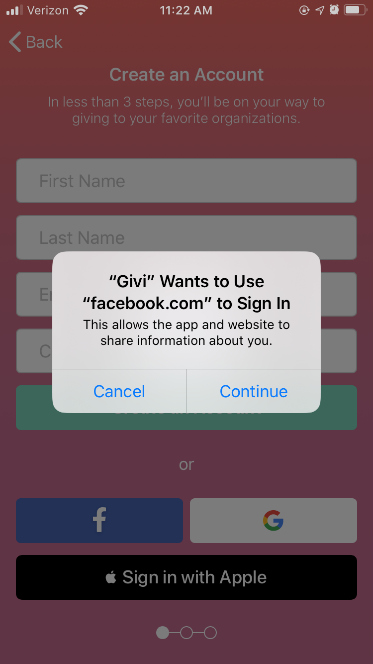 Verizon 11:22 AM
Back
Create an Account
In less than 3 steps, you'll be on your way to
giving to your favorite organizations.
First Name
Last Name
“Givi” Wants to Use
“facebook.com” to Sign In
This allows the app and website to
share information about you.
Cancel Continue
or
Sign in with Apple